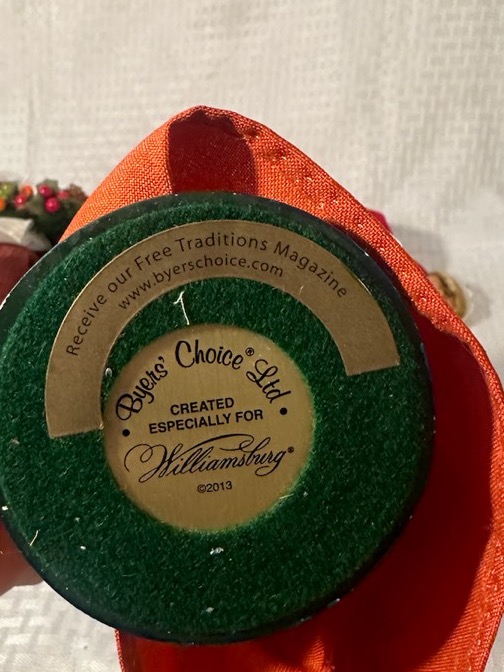 Receive our Free Traditions Magazine
www.byerschoice.com
Byers' Choice® Ltd
• CREATED •
ESPECIALLY FOR
Williamsburg®
©2013